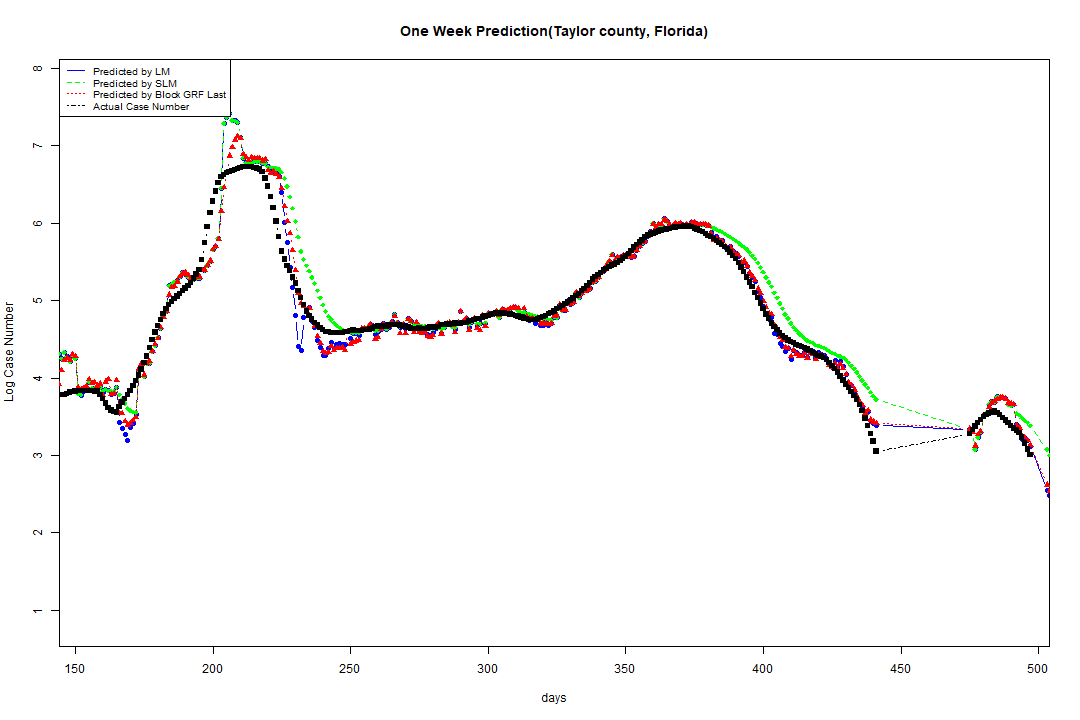 One Week Prediction(Taylor county, Florida)
Predicted by LM
Predicted by SLM
Predicted by Block GRF Last
Actual Case Number
8
7
6
5
4
3
2
1
Log Case Number
150 200 250 300 350 400 450 500
days